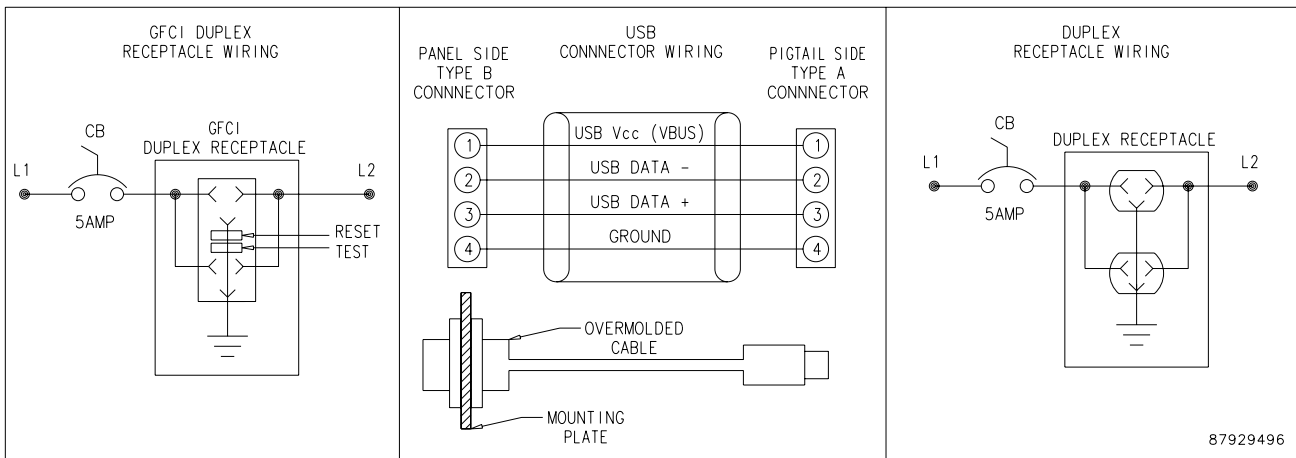 GFCI DUPLEX
RECEPTACLE WIRING
CB
GFCI
DUPLEX RECEPTACLE
L1
L2
5AMP
RESET
TEST
USB
CONNNECTOR WIRING
PANEL SIDE
TYPE B
CONNNECTOR
PIGTAIL SIDE
TYPE A
CONNNECTOR
1
USB Vcc (VBUS)
1
2
USB DATA -
2
3
USB DATA +
3
4
GROUND
4
OVERMOLDED
CABLE
MOUNTING
PLATE
DUPLEX
RECEPTACLE WIRING
CB
DUPLEX RECEPTACLE
L1
L2
5AMP
87929496